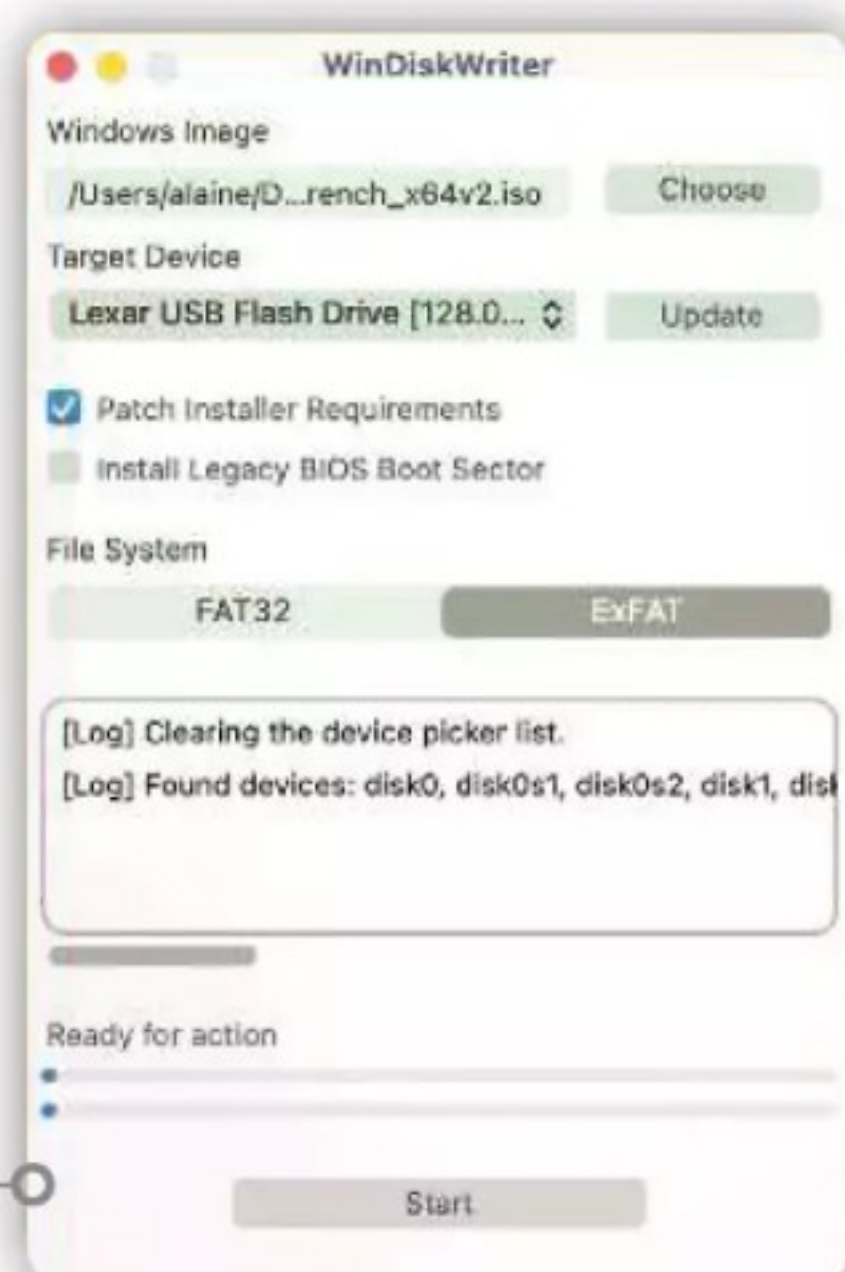 WinDiskWriter
Windows Image
/Users/alaine/D...rench_x64v2.iso
Choose
Target Device
Lexar USB Flash Drive [128.0...
Update
Patch Installer Requirements
Install Legacy BIOS Boot Sector
File System
FAT32
ExFAT
[Log] Clearing the device picker list.
[Log] Found devices: disk0, disk0s1, disk0s2, disk1, disk
Ready for action
Start